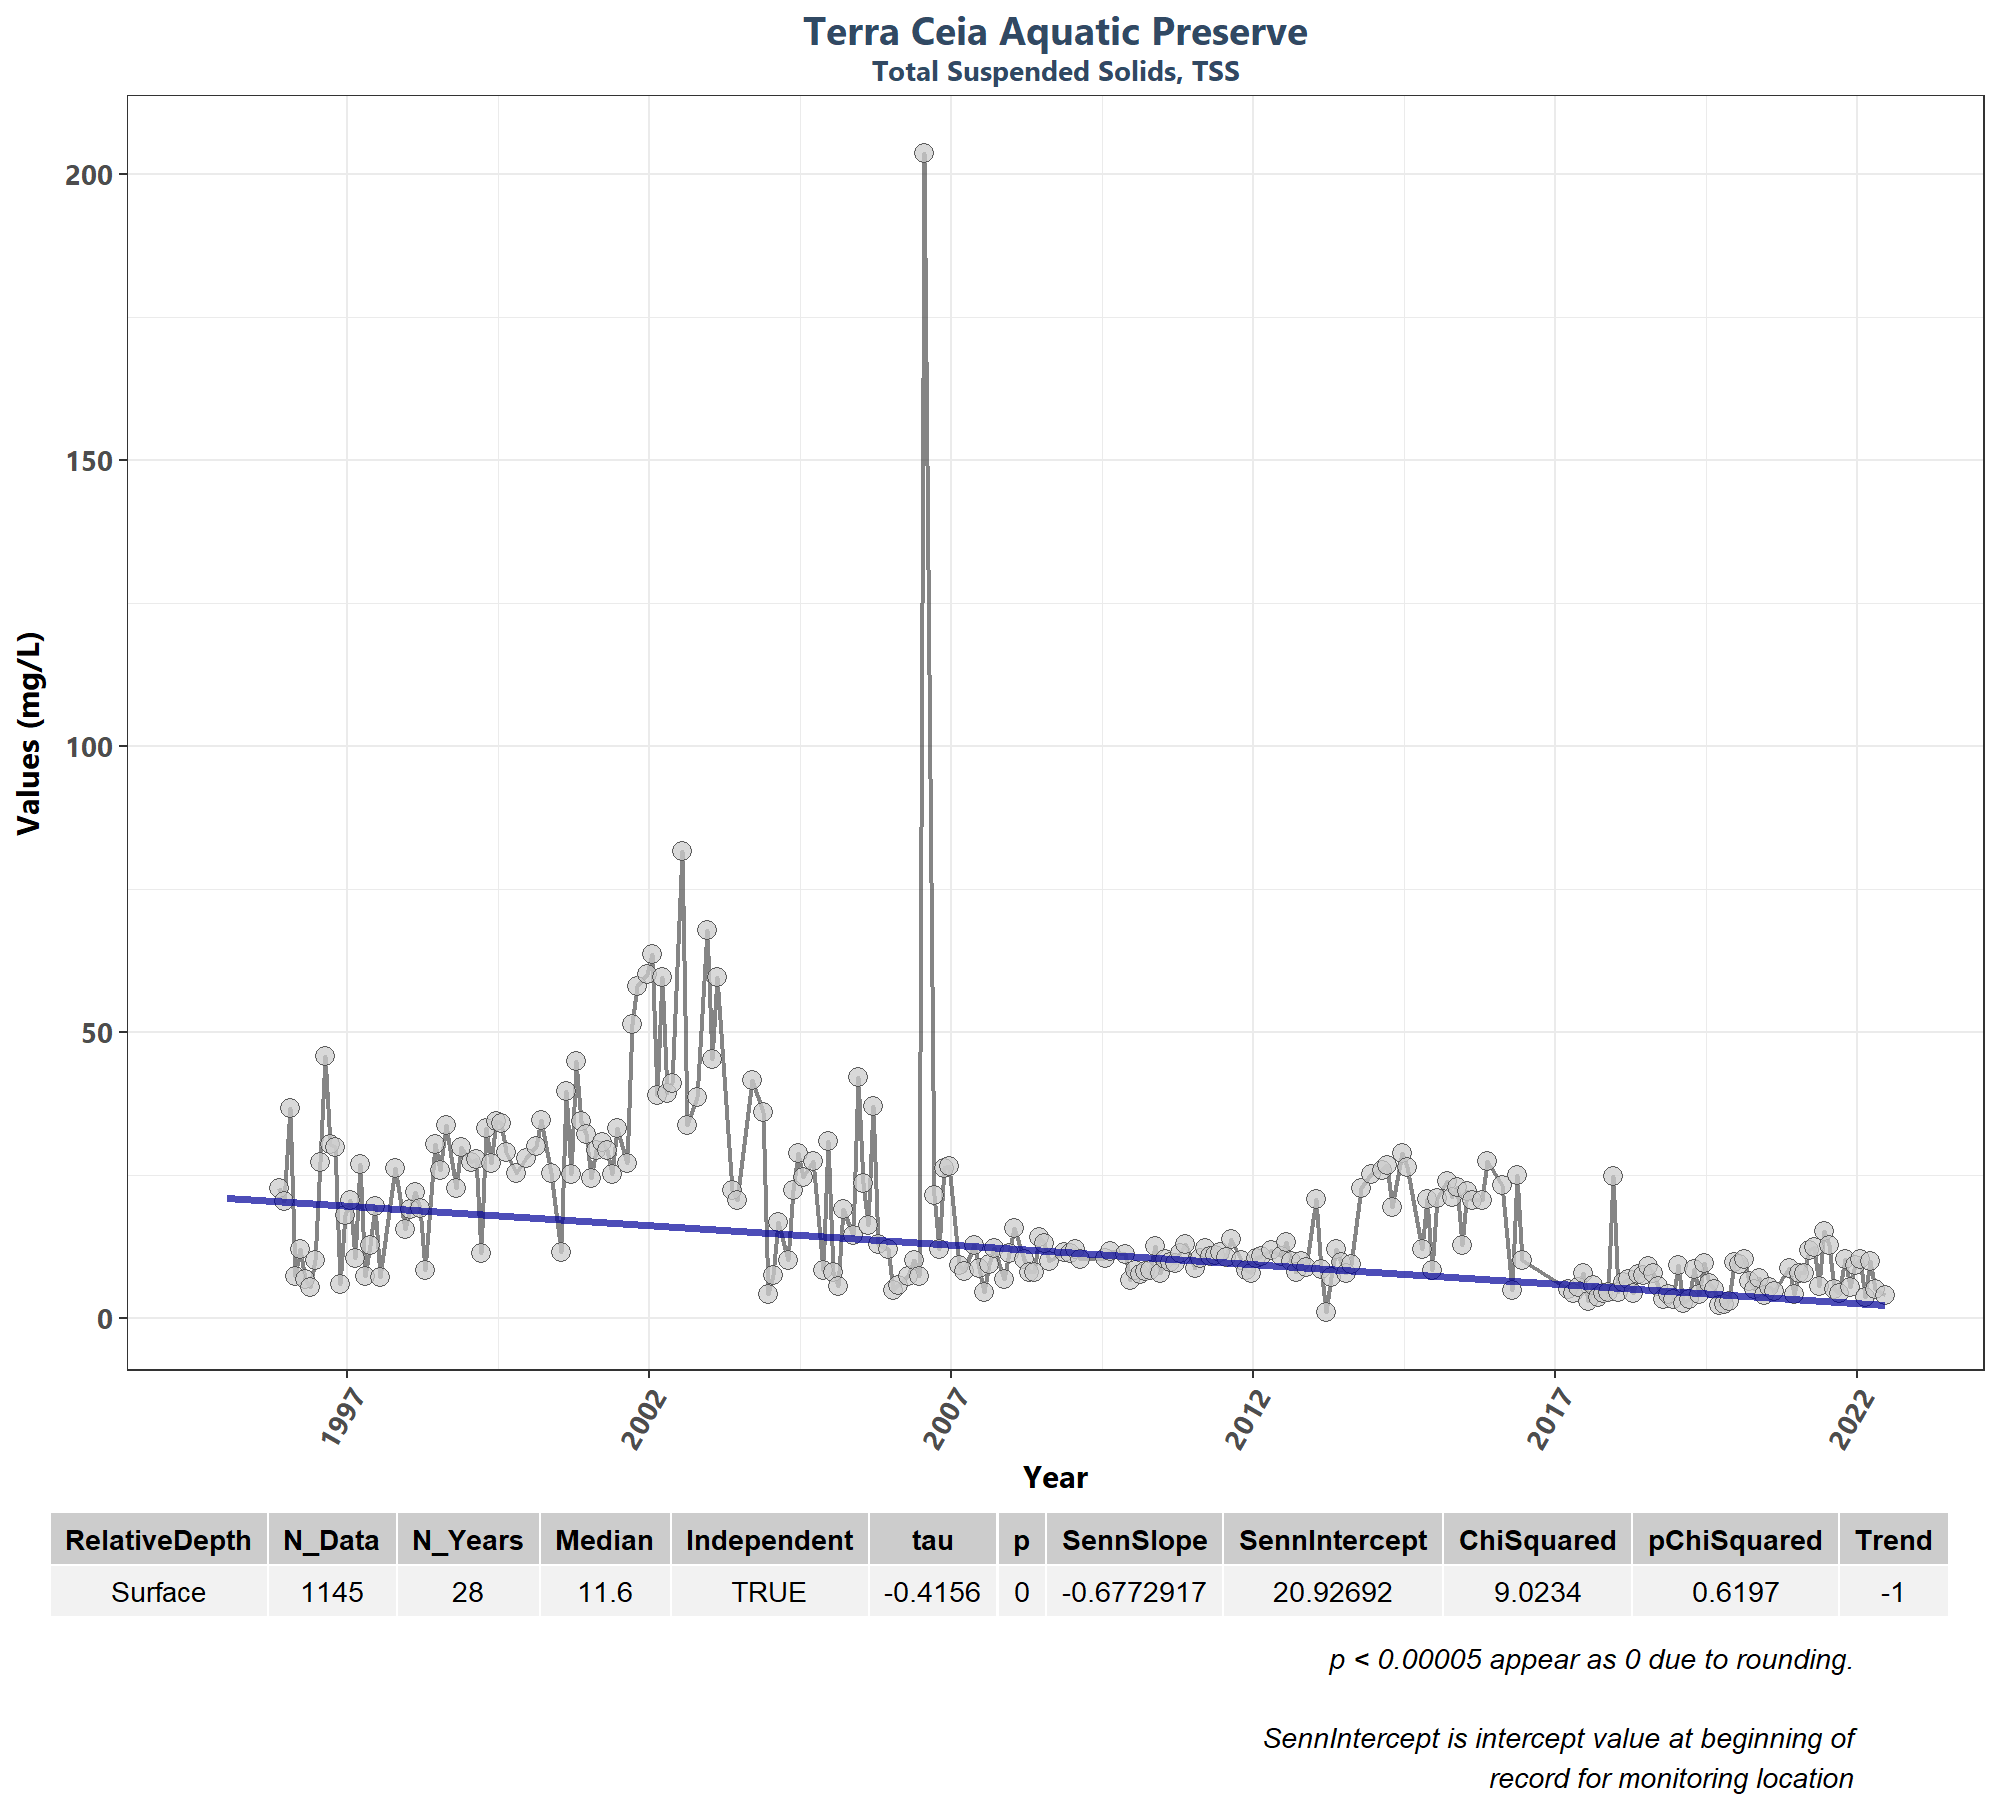 Terra Ceia Aquatic Preserve
Total Suspended Solids, TSS
200
150
100
50
0
Values (mg/L)
1997 2002 2007 2012 2017 2022
Year
RelativeDepth N_Data N_Years Median Independent tau p SennSlope SennIntercept ChiSquared pChiSquared Trend
Surface 1145 28 11.6 TRUE -0.4156 0 -0.6772917 20.92692 9.0234 0.6197 -1
p < 0.00005 appear as 0 due to rounding.
SennIntercept is intercept value at beginning of
record for monitoring location